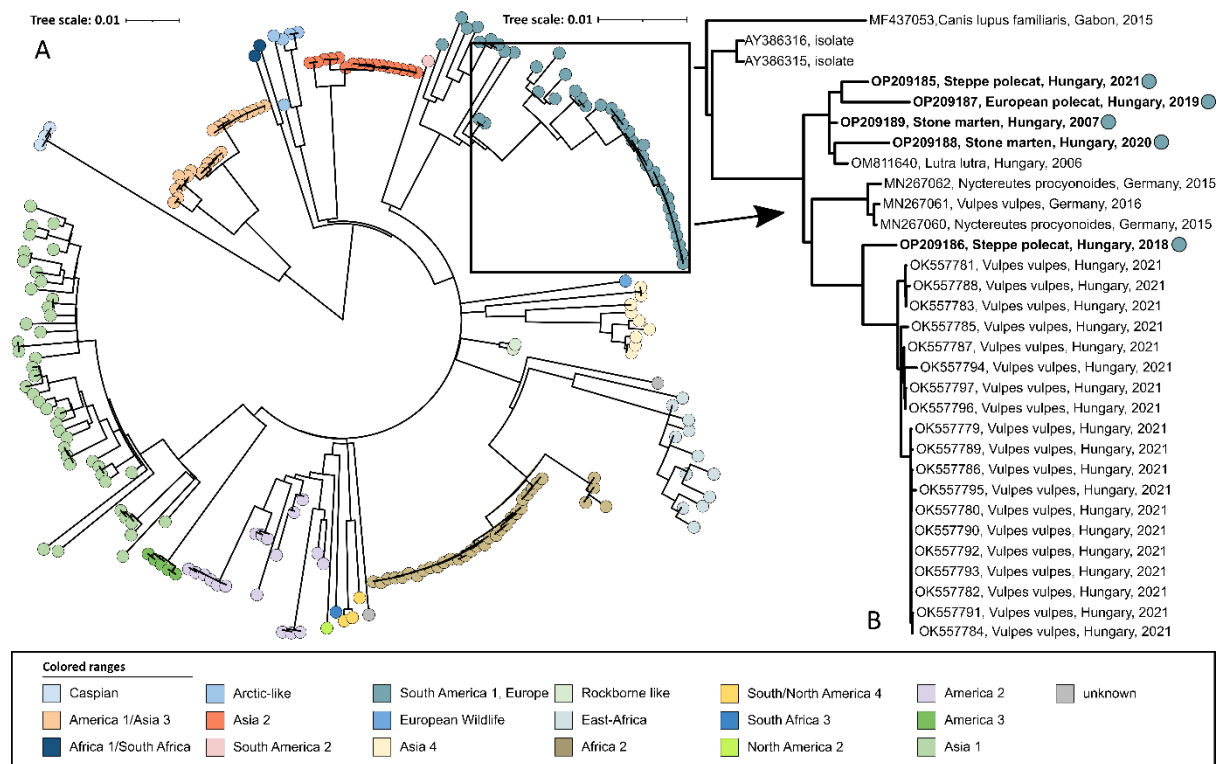 Tree scale: 0.01
Tree scale: 0.01
A
MF437053,Canis lupus familiaris, Gabon, 2015
AY386316, isolate
AY386315, isolate
OP209185, Steppe polecat, Hungary, 2021
OP209187, European polecat, Hungary, 2019
OP209189, Stone marten, Hungary, 2007
OP209188, Stone marten, Hungary, 2020
OM811640, Lutra lutra, Hungary, 2006
MN267062, Nyctereutes procyonoides, Germany, 2015
MN267061, Vulpes vulpes, Germany, 2016
MN267060, Nyctereutes procyonoides, Germany, 2015
OP209186, Steppe polecat, Hungary, 2018
OK557781, Vulpes vulpes, Hungary, 2021
OK557788, Vulpes vulpes, Hungary, 2021
OK557783, Vulpes vulpes, Hungary, 2021
OK557785, Vulpes vulpes, Hungary, 2021
OK557787, Vulpes vulpes, Hungary, 2021
OK557794, Vulpes vulpes, Hungary, 2021
OK557797, Vulpes vulpes, Hungary, 2021
OK557796, Vulpes vulpes, Hungary, 2021
OK557779, Vulpes vulpes, Hungary, 2021
OK557789, Vulpes vulpes, Hungary, 2021
OK557786, Vulpes vulpes, Hungary, 2021
OK557795, Vulpes vulpes, Hungary, 2021
OK557780, Vulpes vulpes, Hungary, 2021
OK557790, Vulpes vulpes, Hungary, 2021
OK557792, Vulpes vulpes, Hungary, 2021
OK557793, Vulpes vulpes, Hungary, 2021
OK557782, Vulpes vulpes, Hungary, 2021
OK557791, Vulpes vulpes, Hungary, 2021
OK557784, Vulpes vulpes, Hungary, 2021
B
Colored ranges
Caspian
Arctic-like
South America 1, Europe
Rockborne like
South/North America 4
America 2
unknown
America 1/Asia 3
Asia 2
European Wildlife
East-Africa
South Africa 3
America 3
Africa 1/South Africa
South America 2
Asia 4
Africa 2
North America 2
Asia 1